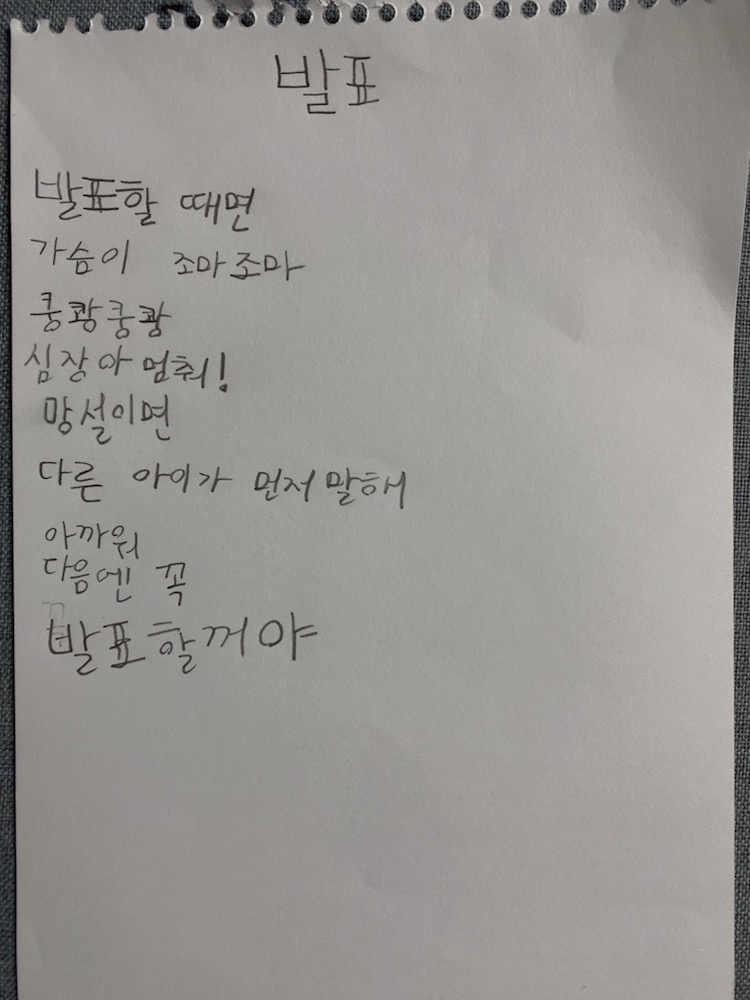 발표
발표할 때면
가슴이 조마조마
쿵쾅쿵쾅
심장아 멈춰!
망설이면
다른 아이가 먼저 말해
아까워
다음엔 꼭
발표할꺼야